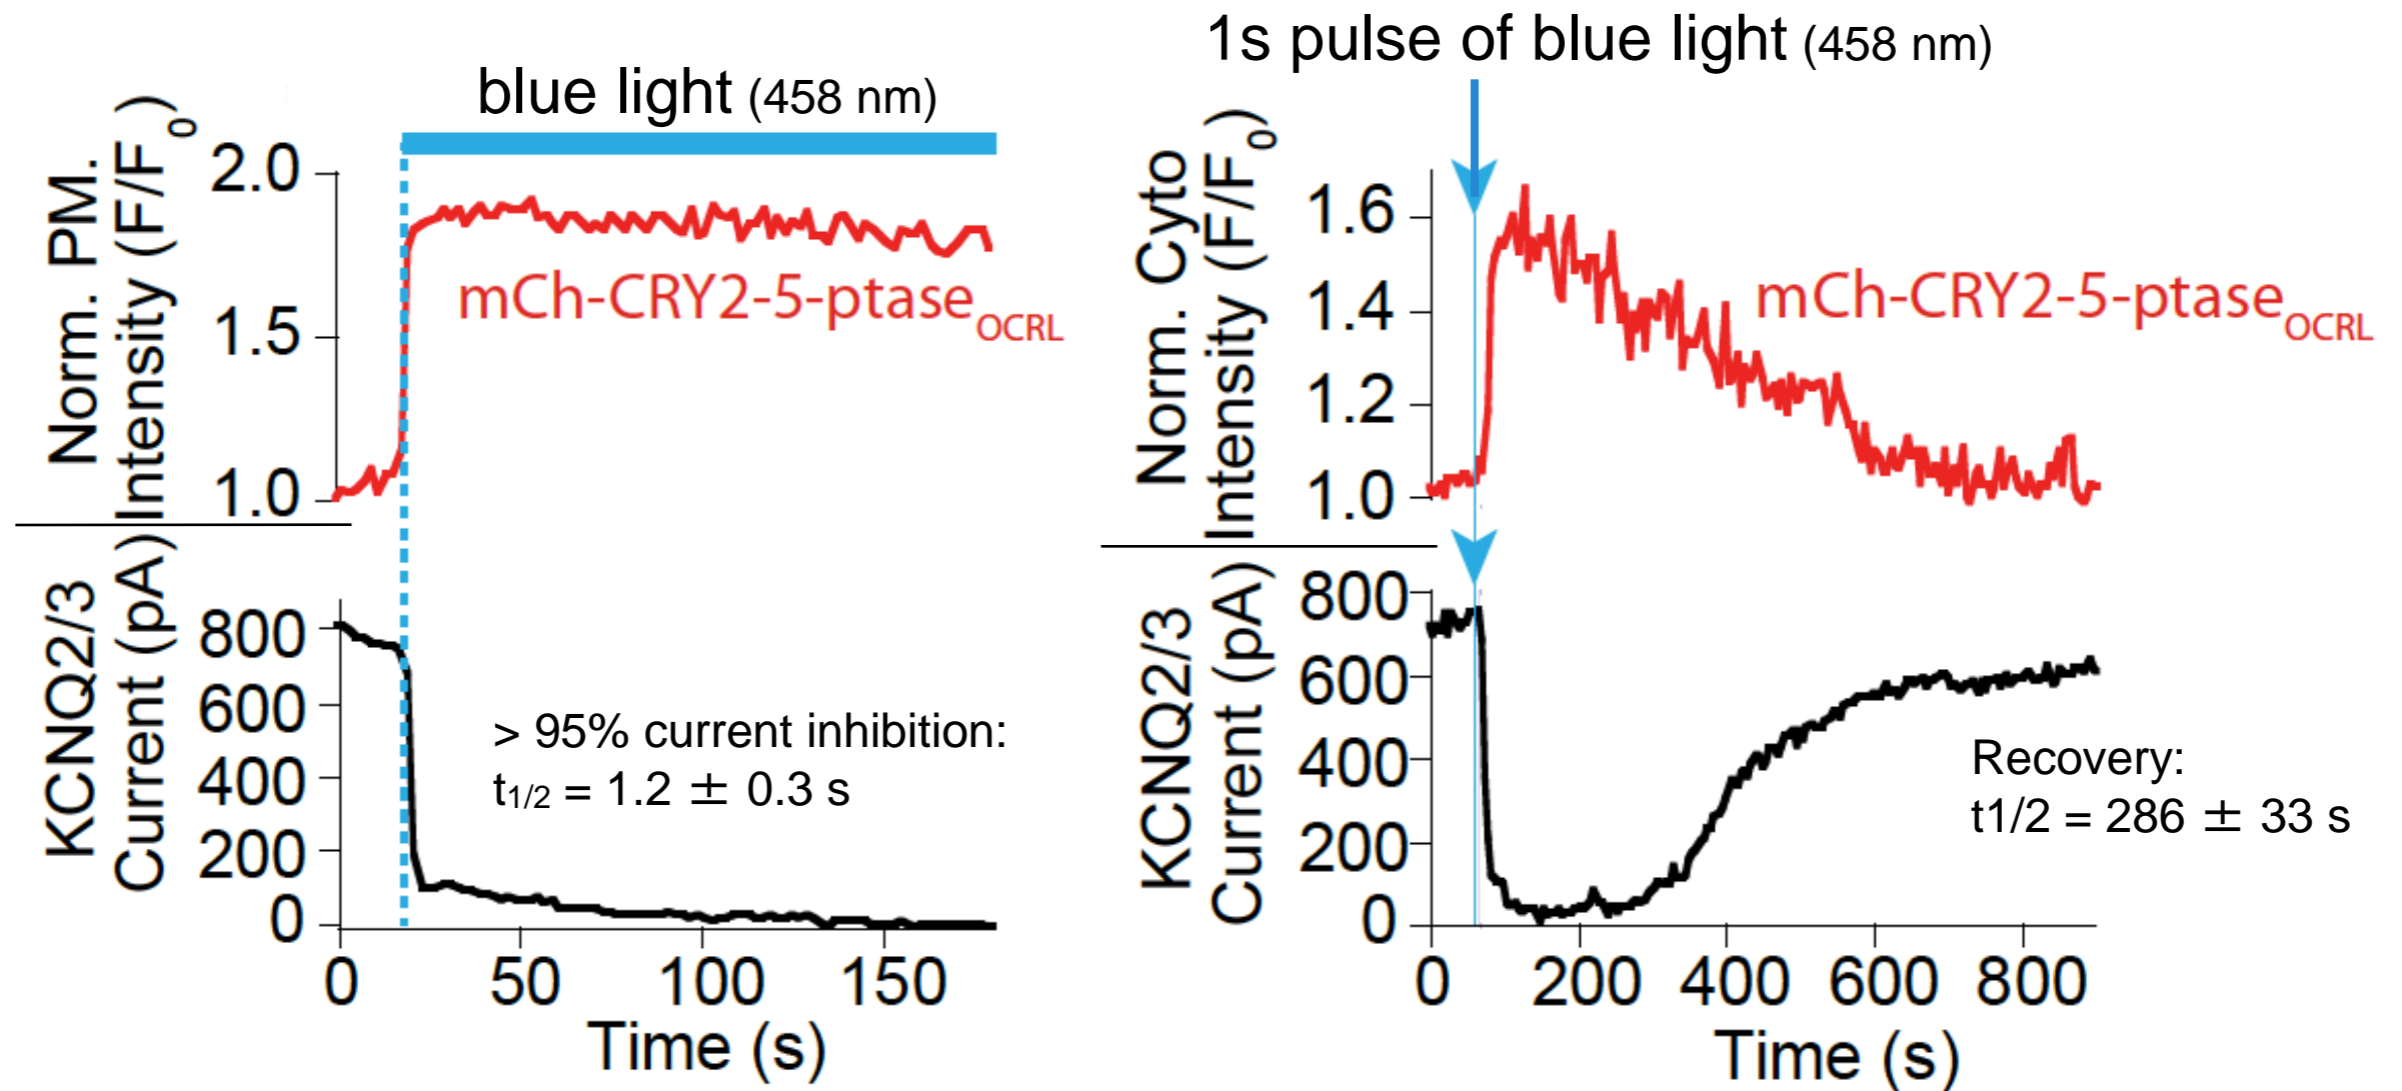 blue light (458 nm)
Norm. PM.
Intensity (F/F0)
2.0
1.5
1.0
mCh-CRY2-5-ptaseOCRL
KCNQ2/3
Current (pA)
800
600
400
200
0
> 95% current inhibition:
t1/2 = 1.2 ± 0.3 s
0 50 100 150
Time (s)
1s pulse of blue light (458 nm)
Norm. Cyto
Intensity (F/F0)
1.6
1.4
1.2
1.0
mCh-CRY2-5-ptaseOCRL
KCNQ2/3
Current (pA)
800
600
400
200
0
Recovery:
t1/2 = 286 ± 33 s
0 200 400 600 800
Time (s)